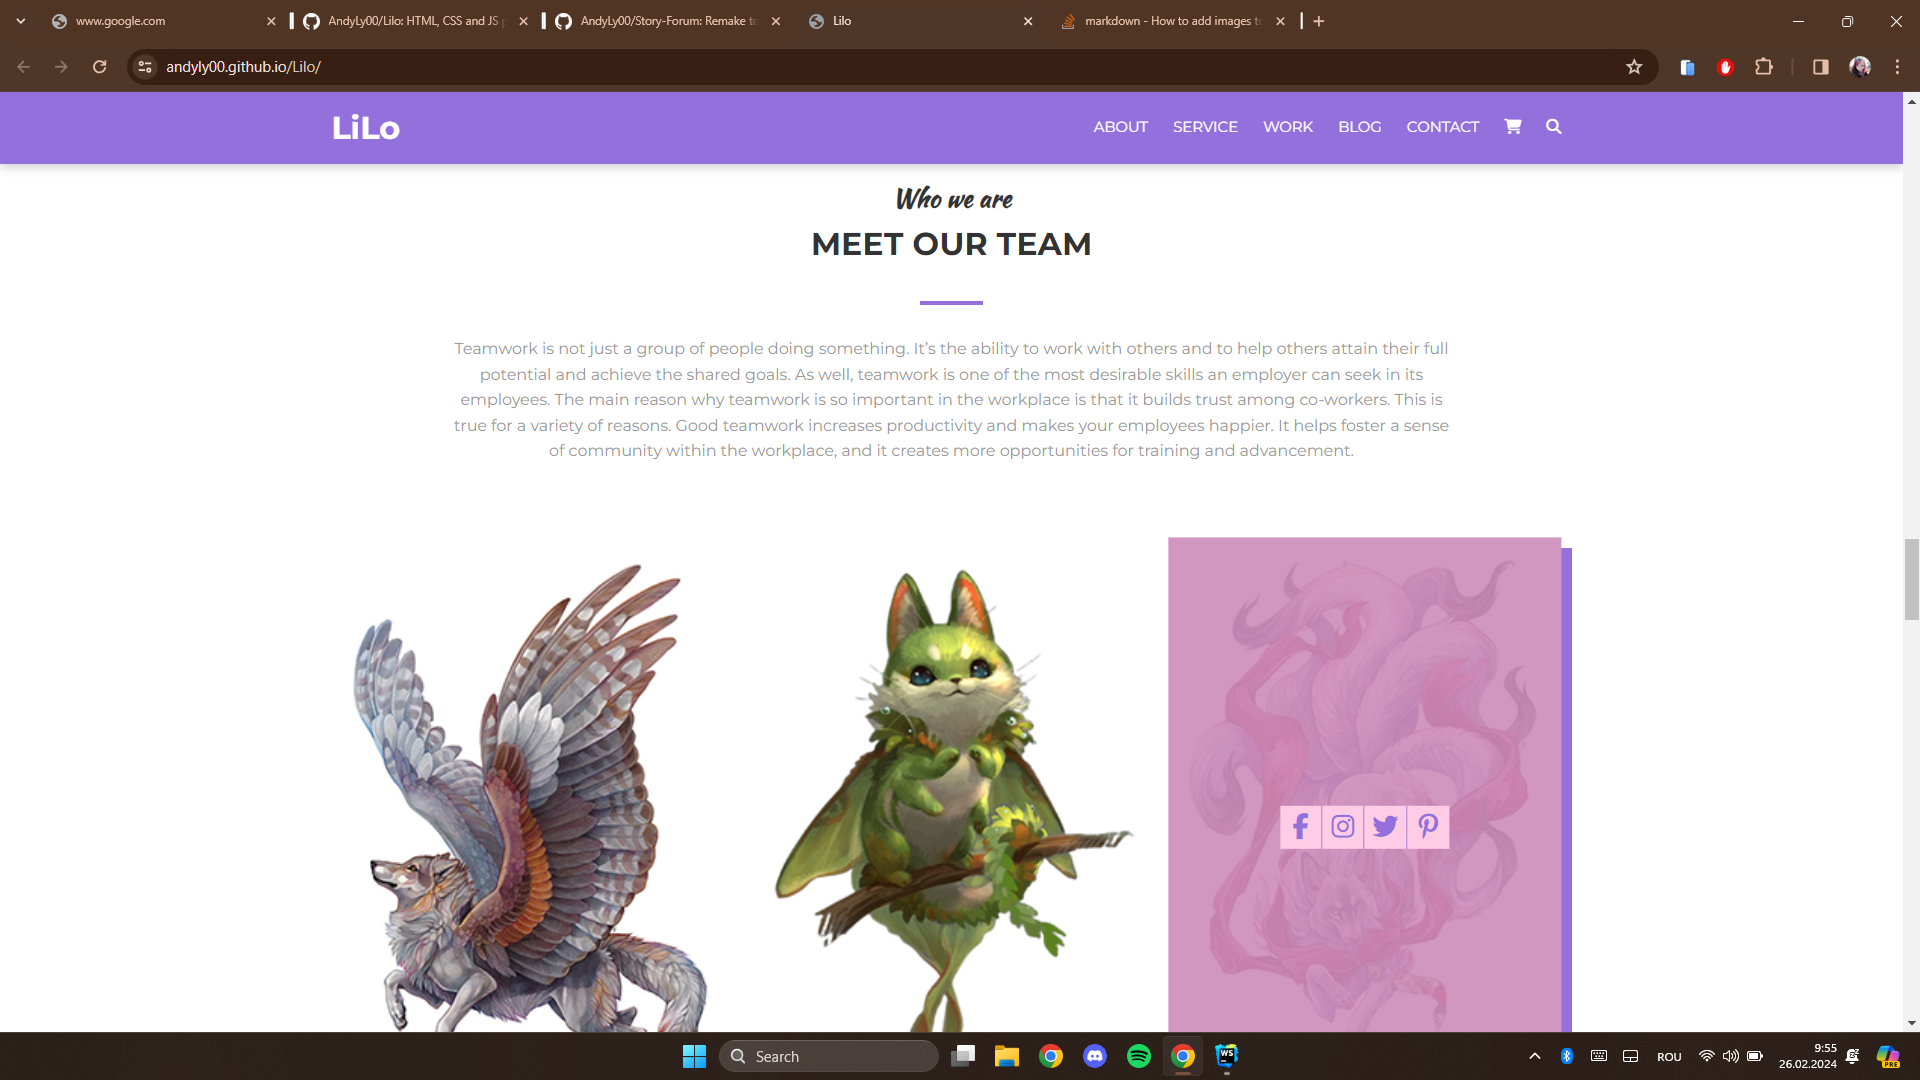 www.google.com
AndyLy00/Lilo: HTML, CSS and JS
AndyLy00/Story-Forum: Remake to
Lilo
markdown - How to add images to
andyly00.github.io/Lilo/
LiLo
ABOUT SERVICE WORK BLOG CONTACT
Who we are
MEET OUR TEAM
Teamwork is not just a group of people doing something. It’s the ability to work with others and to help others attain their full
potential and achieve the shared goals. As well, teamwork is one of the most desirable skills an employer can seek in its
employees. The main reason why teamwork is so important in the workplace is that it builds trust among co-workers. This is
true for a variety of reasons. Good teamwork increases productivity and makes your employees happier. It helps foster a sense
of community within the workplace, and it creates more opportunities for training and advancement.
Search
WS
ROU
9:55
26.02.2024
PRE